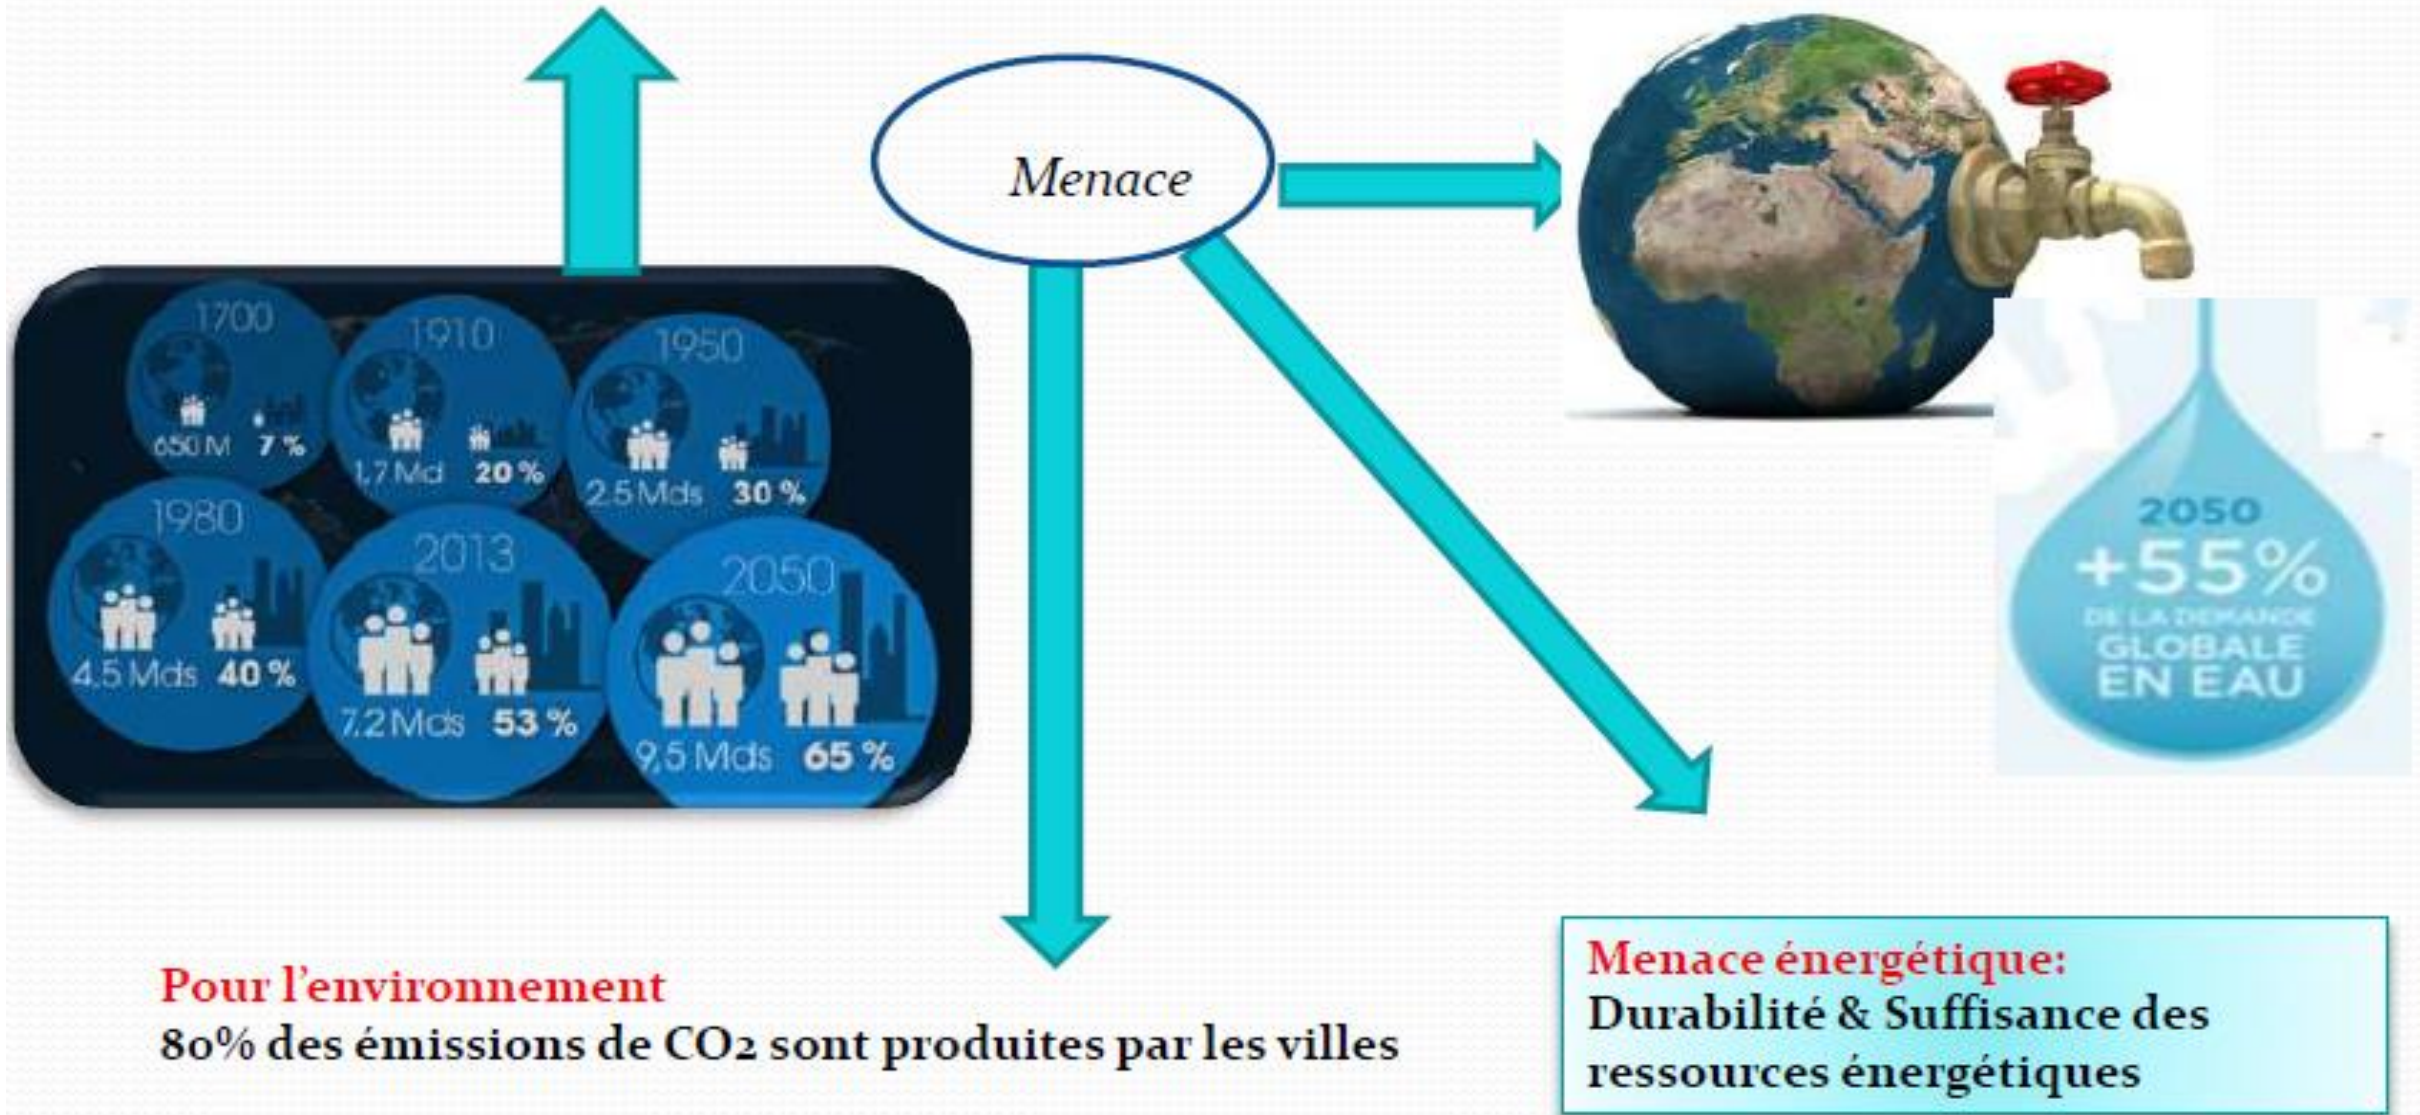 Menace
1700
650 M 7 %
1910
1,7 Md 20 %
1950
2.5 Mds 30 %
1980
4.5 Mds 40 %
2013
7.2 Mds 53 %
2050
9,5 Mds 65 %
2050
+55%
DE LA DEMANDE
GLOBALE
EN EAU
Pour l’environnement
80% des émissions de CO2 sont produites par les villes
Menace énergétique:
Durabilité & Suffisance des
ressources énergétiques